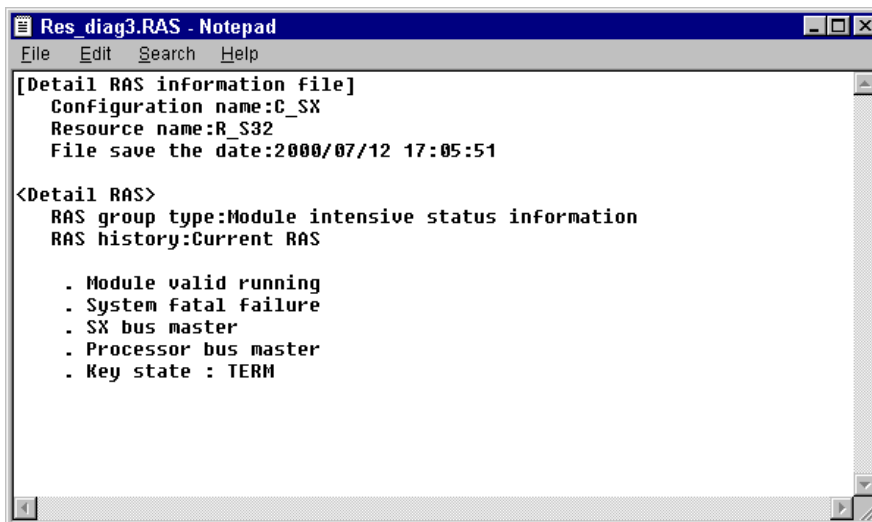 Res_diag3.RAS - Notepad
File Edit Search Help
[Detail RAS information file]
Configuration name:C_SX
Resource name:R_S32
File save the date:2000/07/12 17:05:51
<Detail RAS>
RAS group type:Module intensive status information
RAS history:Current RAS
. Module valid running
. System fatal failure
. SX bus master
. Processor bus master
. Key state : TERM